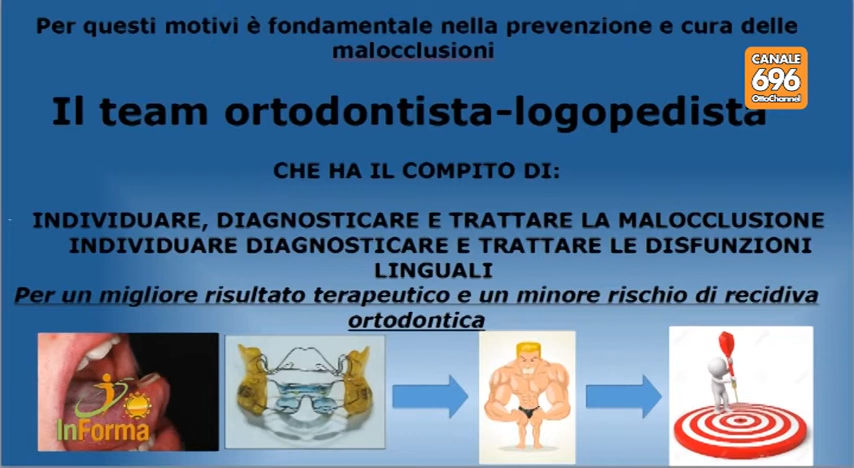 Per questi motivi è fondamentale nella prevenzione e cura delle
malocclusioni
CANALE
696
OttoChannel
Il team ortodontista-logopedista
CHE HA IL COMPITO DI:
INDIVIDUARE, DIAGNOSTICARE E TRATTARE LA MALOCCLUSIONE
INDIVIDUARE DIAGNOSTICARE E TRATTARE LE DISFUNZIONI
LINGUALI
Per un migliore risultato terapeutico e un minore rischio di recidiva
ortodontica
InForma